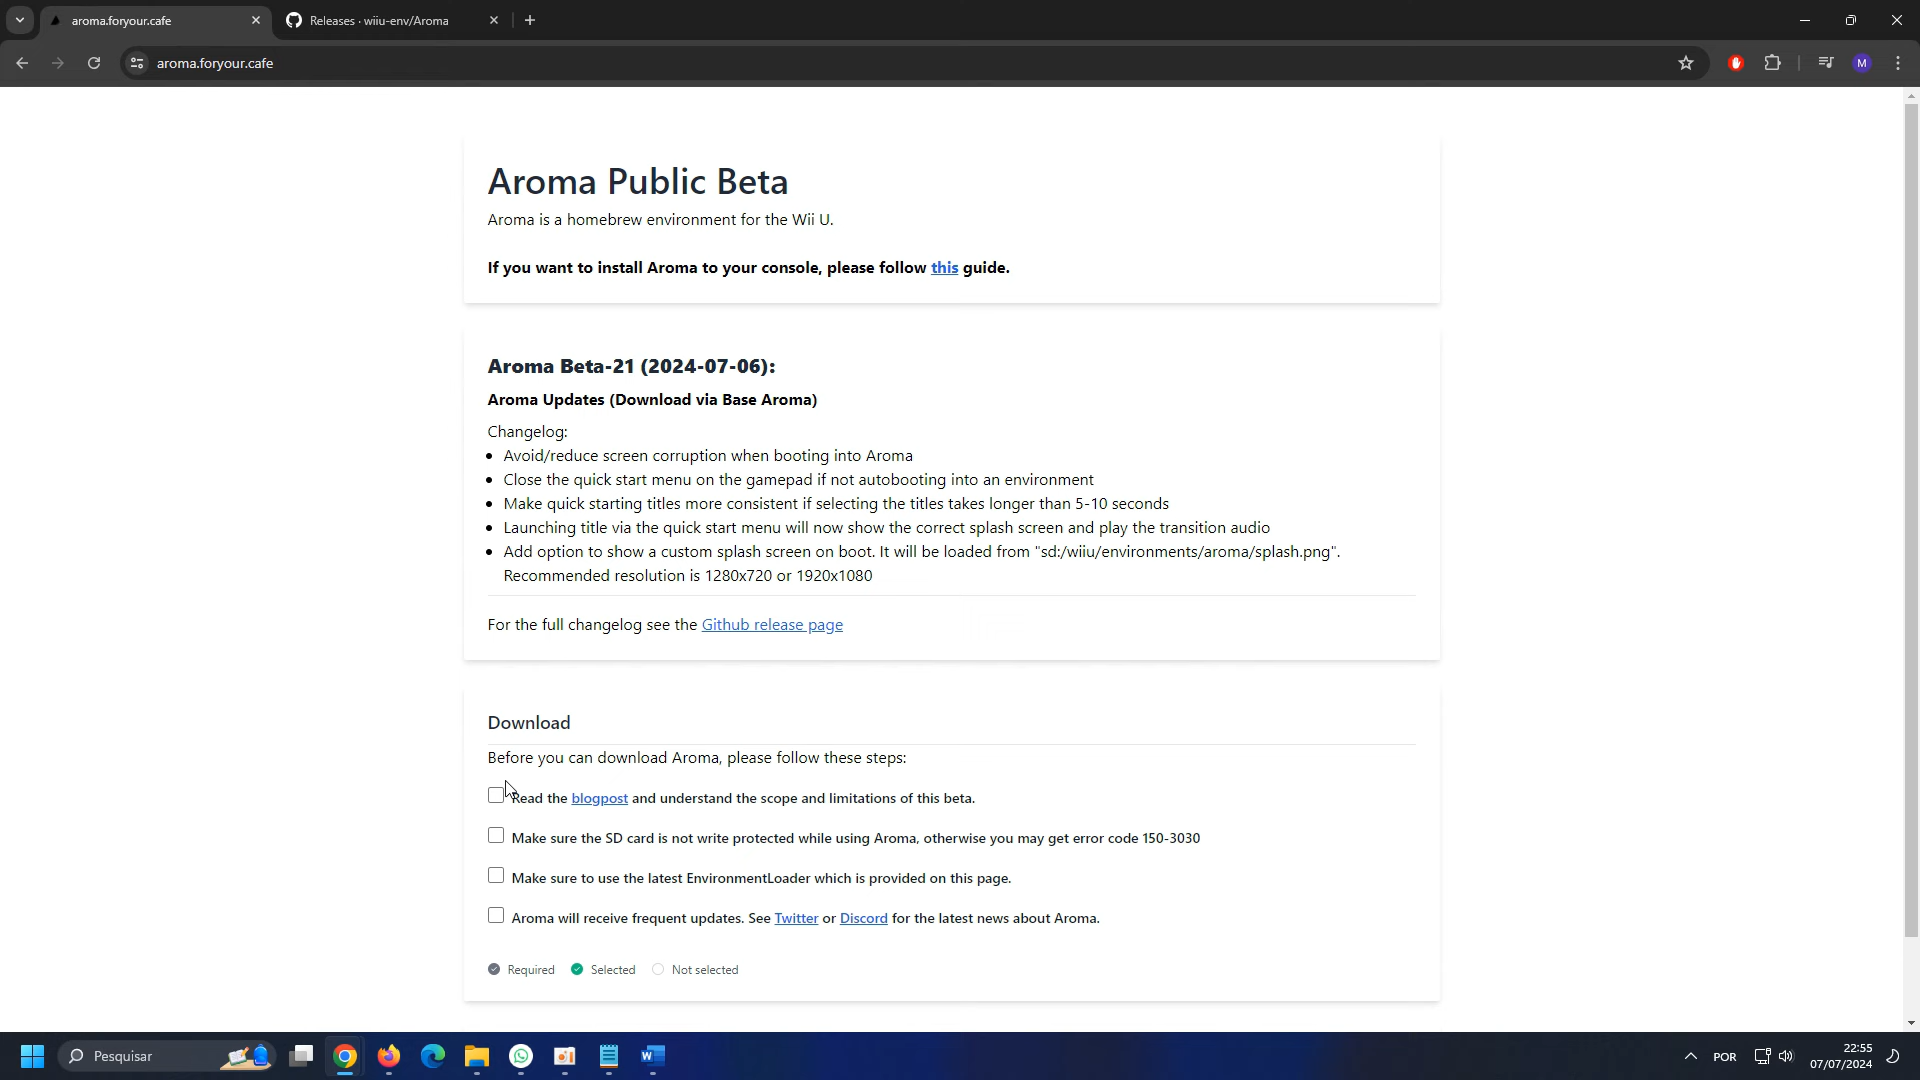 aroma.foryour.cafe
Releases · wiiu-env/Aroma
aroma.foryour.cafe
M
Aroma Public Beta
Aroma is a homebrew environment for the Wii U.
If you want to install Aroma to your console, please follow this guide.
Aroma Beta-21 (2024-07-06):
Aroma Updates (Download via Base Aroma)
Changelog:
Avoid/reduce screen corruption when booting into Aroma
Close the quick start menu on the gamepad if not autobooting into an environment
Make quick starting titles more consistent if selecting the titles takes longer than 5-10 seconds
Launching title via the quick start menu will now show the correct splash screen and play the transition audio
Add option to show a custom splash screen on boot. It will be loaded from "sd:/wiiu/environments/aroma/splash.png".
Recommended resolution is 1280x720 or 1920x1080
For the full changelog see the Github release page
Download
Before you can download Aroma, please follow these steps:
Read the blogpost and understand the scope and limitations of this beta.
Make sure the SD card is not write protected while using Aroma, otherwise you may get error code 150-3030
Make sure to use the latest EnvironmentLoader which is provided on this page.
Aroma will receive frequent updates. See Twitter or Discord for the latest news about Aroma.
Required Selected Not selected
Pesquisar
POR
22:55
07/07/2024